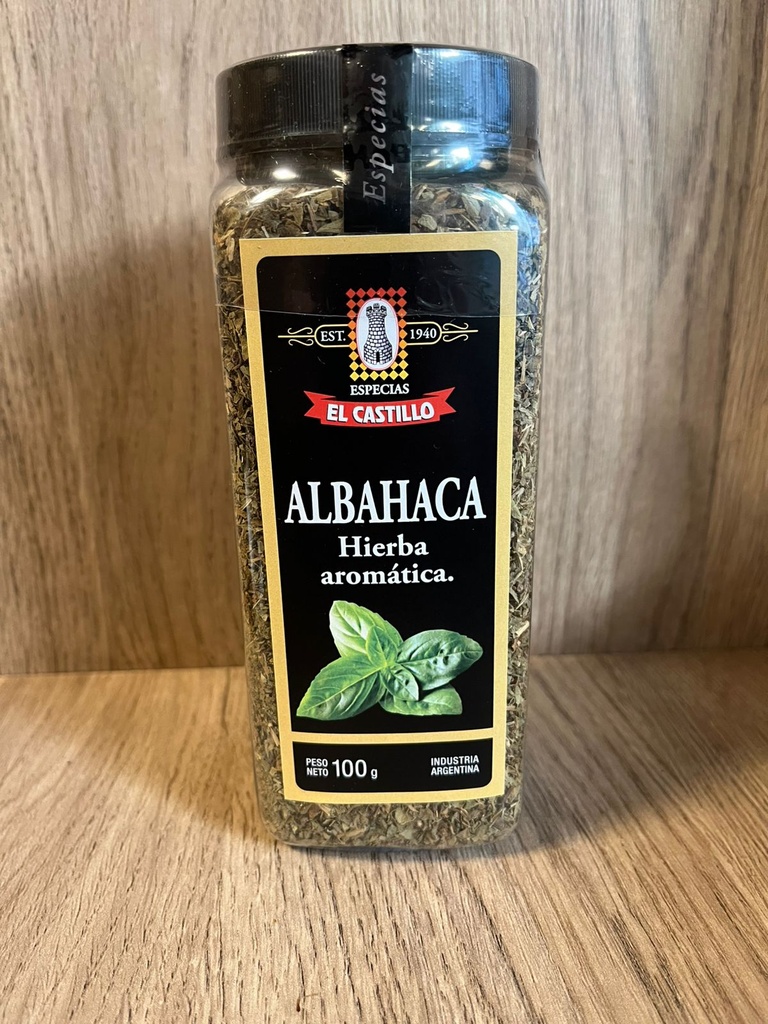 Especias
EST. 1940
ESPECIAS
EL CASTILLO
ALBAHACA
Hierba
aromática.
PESO
NETO 100 g
INDUSTRIA
ARGENTINA